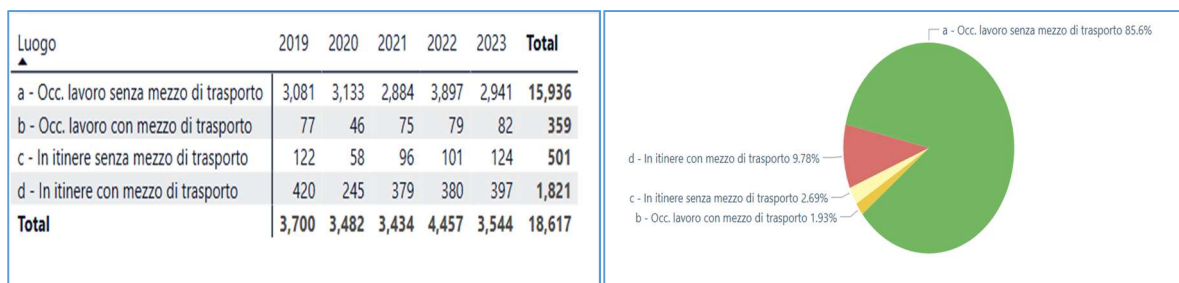 Luogo 2019 2020 2021 2022 2023 Total
a - Occ. lavoro senza mezzo di trasporto 3,081 3,133 2,884 3,897 2,941 15,936
b - Occ. lavoro con mezzo di trasporto 77 46 75 79 82 359
c - In itinere senza mezzo di trasporto 122 58 96 101 124 501
d - In itinere con mezzo di trasporto 420 245 379 380 397 1,821
Total 3,700 3,482 3,434 4,457 3,544 18,617
a - Occ. lavoro senza mezzo di trasporto 85.6%
d - In itinere con mezzo di trasporto 9.78%
c - In itinere senza mezzo di trasporto 2.69%
b - Occ. lavoro con mezzo di trasporto 1.93%